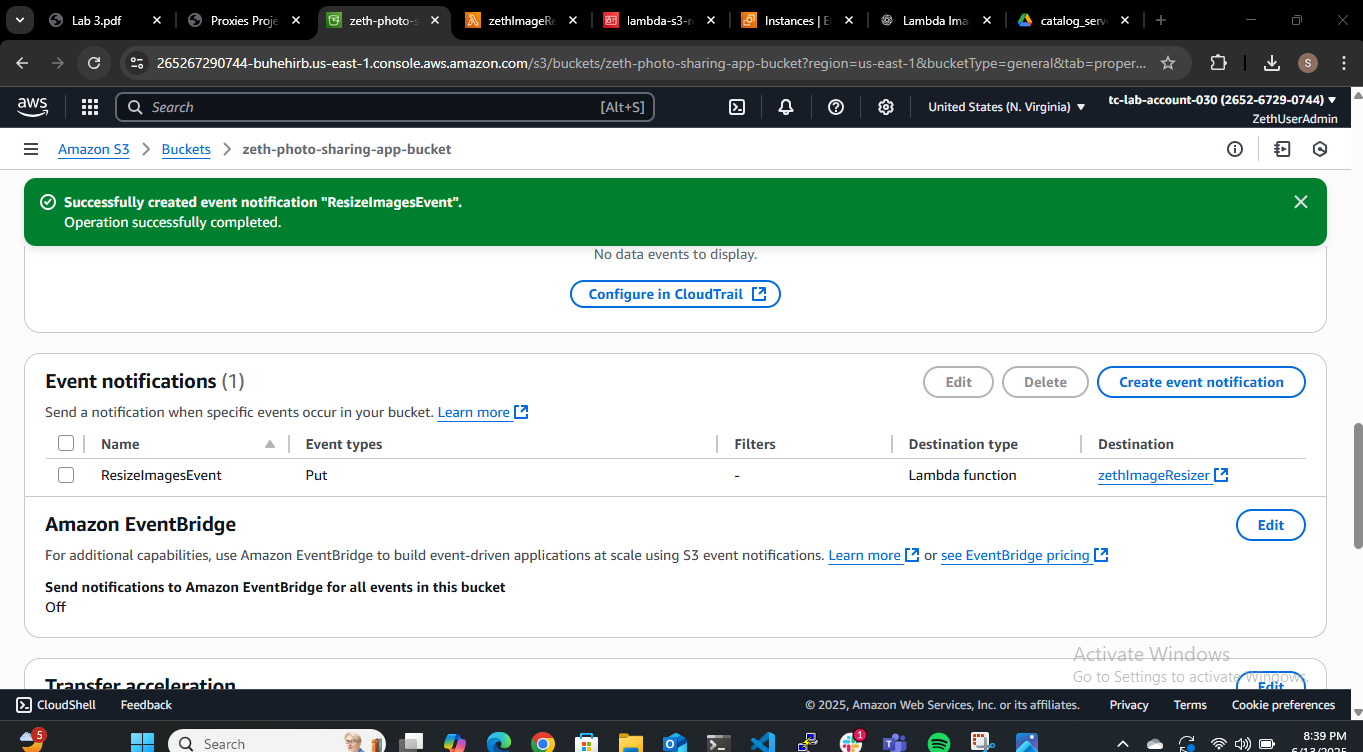 Lab 3.pdf
Proxies Proje
zeth-photo-s
zethImageRe
lambda-s3-r
Instances | E
Lambda Ima
catalog_serv
265267290744-buhehirb.us-east-1.console.aws.amazon.com/s3/buckets/zeth-photo-sharing-app-bucket?region=us-east-1&bucketType=general&tab=proper...
S
aws
Search [Alt+S]
United States (N. Virginia)
tc-lab-account-030 (2652-6729-0744)
ZethUserAdmin
Amazon S3 > Buckets > zeth-photo-sharing-app-bucket
Successfully created event notification "ResizeImagesEvent".
Operation successfully completed.
No data events to display.
Configure in CloudTrail
Event notifications (1)
Edit
Delete
Create event notification
Send a notification when specific events occur in your bucket. Learn more
Name Event types Filters Destination type Destination
ResizeImagesEvent Put - Lambda function zethImageResizer
Amazon EventBridge
Edit
For additional capabilities, use Amazon EventBridge to build event-driven applications at scale using S3 event notifications. Learn more or see EventBridge pricing
Send notifications to Amazon EventBridge for all events in this bucket
Off
Activate Windows
Go to Settings to activate Windows.
Transfer acceleration
Edit
CloudShell Feedback
© 2025, Amazon Web Services, Inc. or its affiliates. Privacy Terms Cookie preferences
5
Search
1
8:39 PM